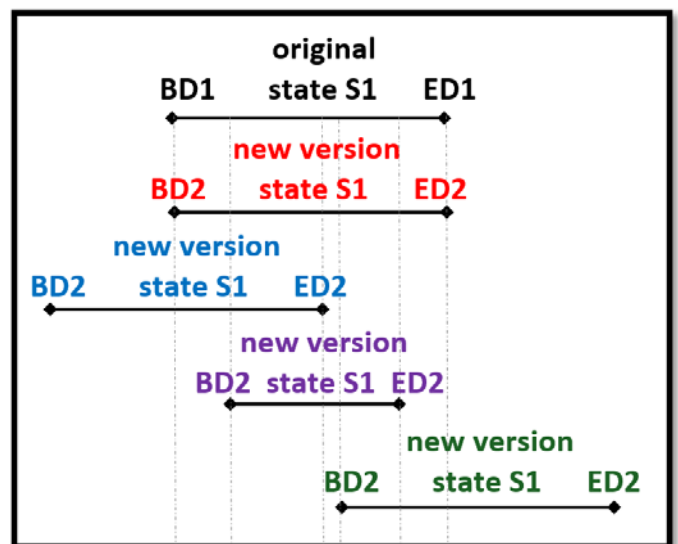 original
BD1 state S1 ED1
new version
BD2 state S1 ED2
new version
BD2 state S1 ED2
new version
BD2 state S1 ED2
new version
BD2 state S1 ED2